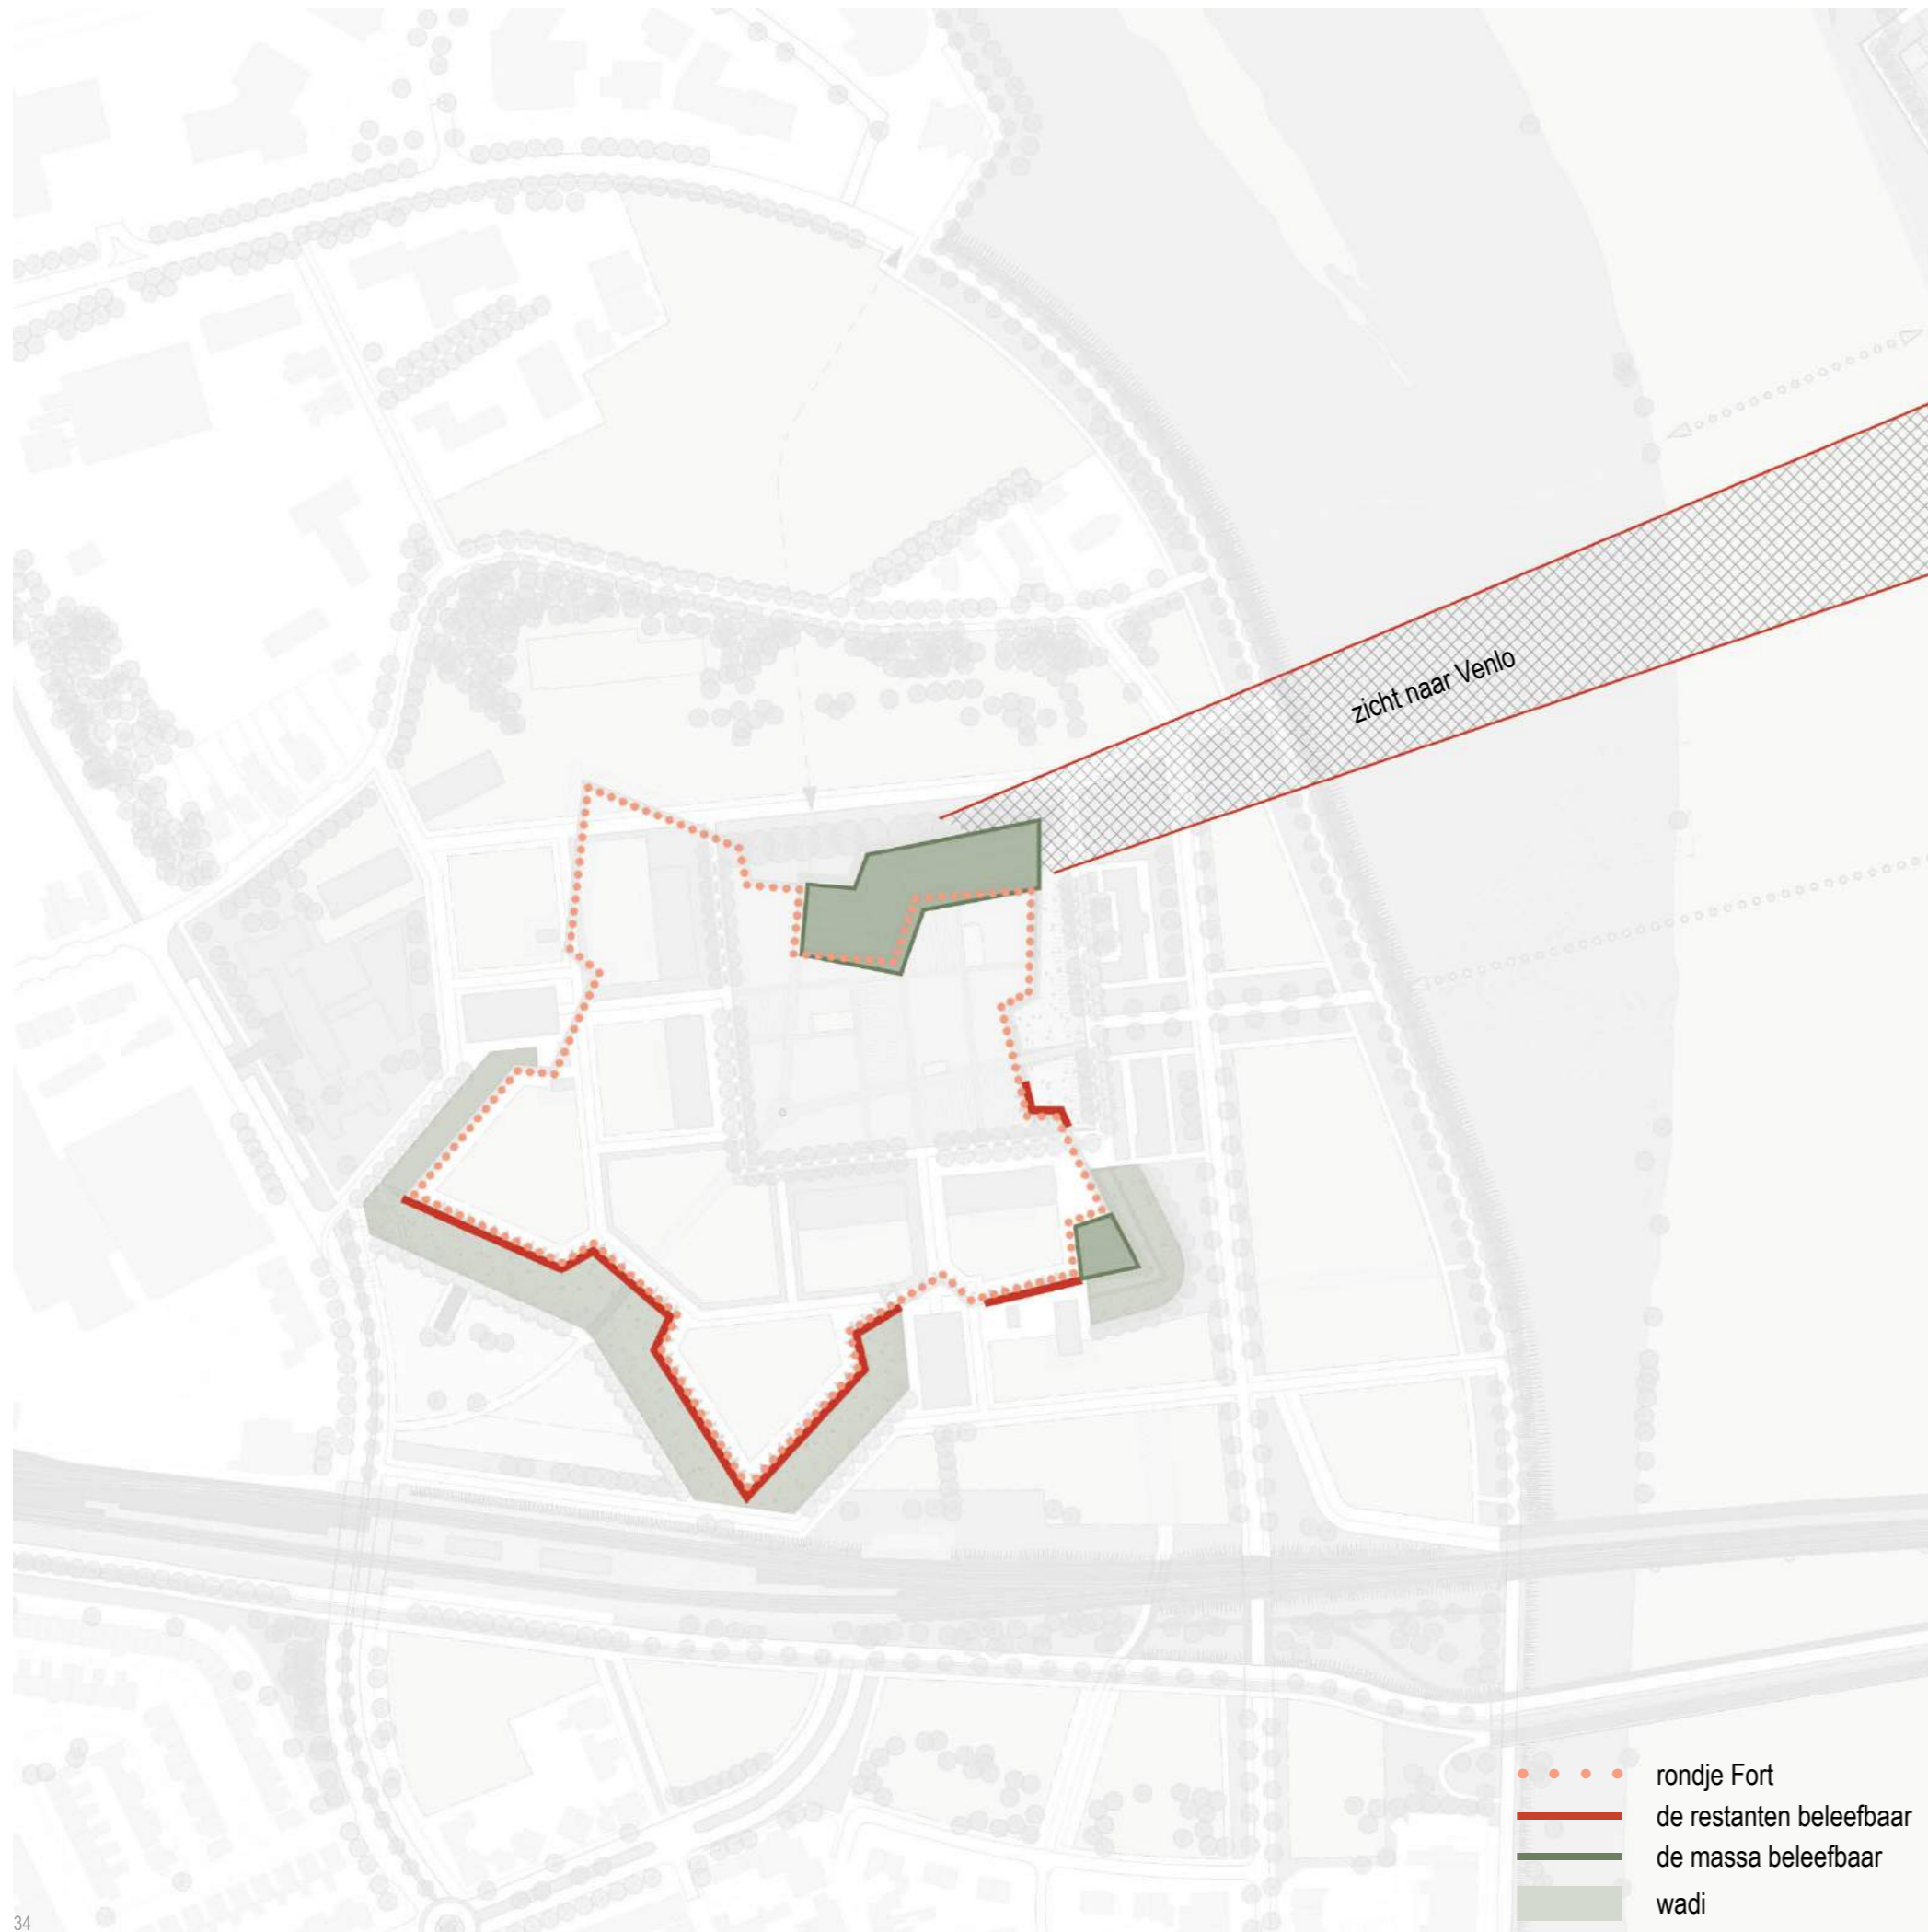 zicht naar Venlo
rondje Fort
de restanten beleefbaar
de massa beleefbaar
wadi
34